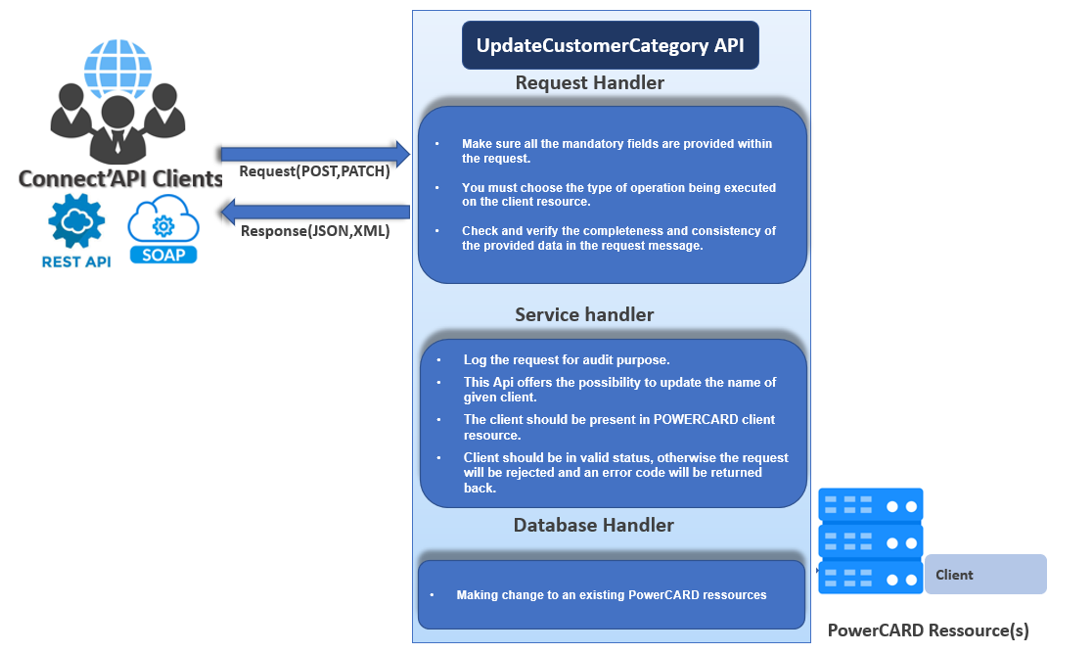 UpdateCustomerCategory API
Request Handler
• Make sure all the mandatory fields are provided within
the request.
• You must choose the type of operation being executed
on the client resource.
• Check and verify the completeness and consistency of
the provided data in the request message.
Connect'API Clients
REST API
SOAP
Request(POST,PATCH)
Response(JSON,XML)
Service handler
• Log the request for audit purpose.
• This Api offers the possibility to update the name of
given client.
• The client should be present in POWERCARD client
resource.
• Client should be in valid status, otherwise the request
will be rejected and an error code will be returned
back.
Database Handler
• Making change to an existing PowerCARD ressources
Client
PowerCARD Ressource(s)